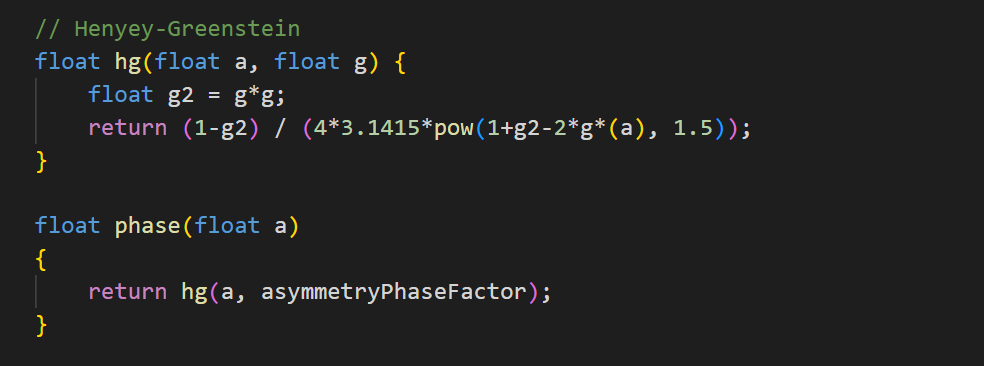 // Henyey-Greenstein
float hg(float a, float g) {
    float g2 = g*g;
    return (1-g2) / (4*3.1415*pow(1+g2-2*g*(a), 1.5));
}

float phase(float a)
{
    return hg(a, asymmetryPhaseFactor);
}